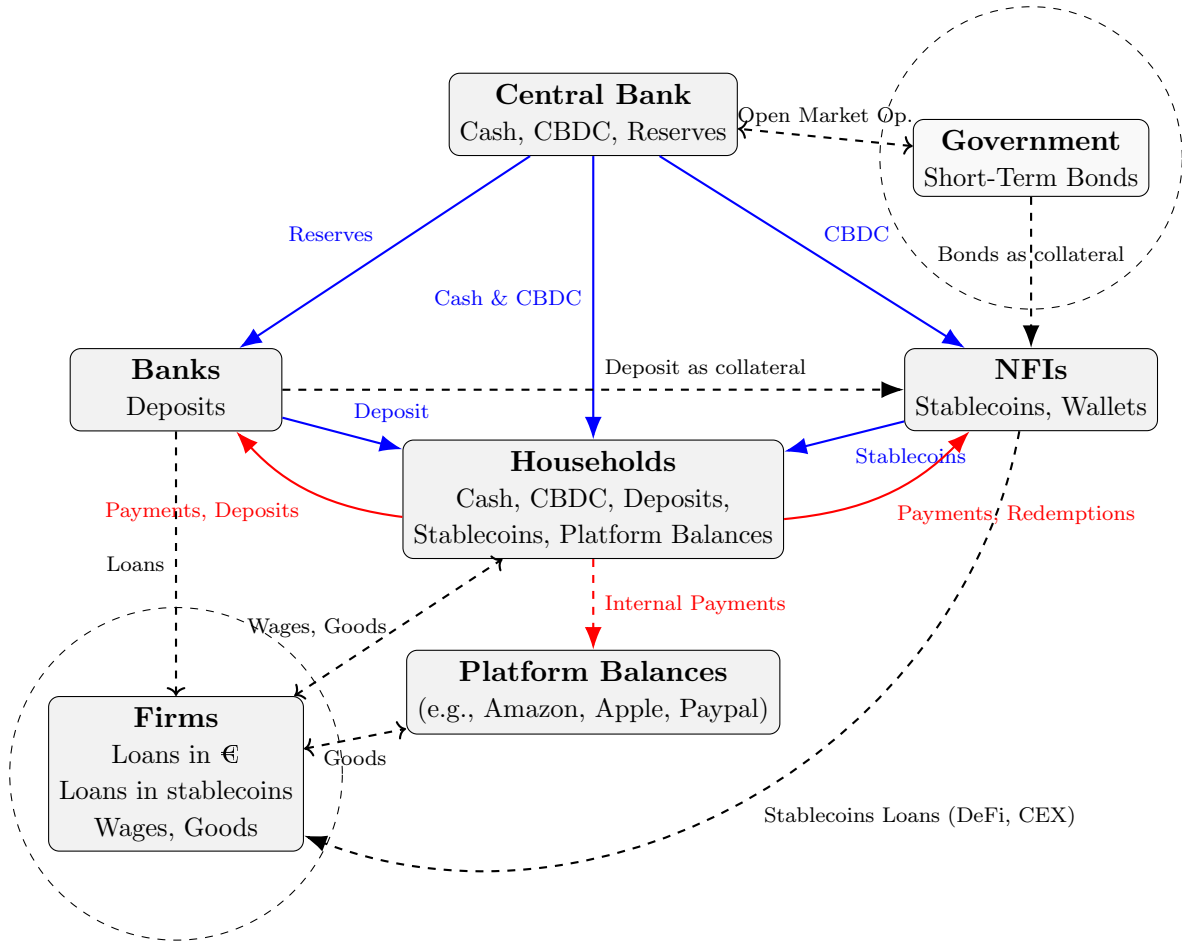 Central Bank
Cash, CBDC, Reserves
Open Market Op.
Government
Short-Term Bonds
Reserves
CBDC
Bonds as collateral
Cash & CBDC
Banks
Deposits
Deposit as collateral
NFIs
Stablecoins, Wallets
Deposit
Stablecoins
Households
Cash, CBDC, Deposits,
Stablecoins, Platform Balances
Payments, Deposits
Payments, Redemptions
Loans
Internal Payments
Wages, Goods
Platform Balances
(e.g., Amazon, Apple, Paypal)
Firms
Loans in €
Loans in stablecoins
Wages, Goods
Goods
Stablecoins Loans (DeFi, CEX)